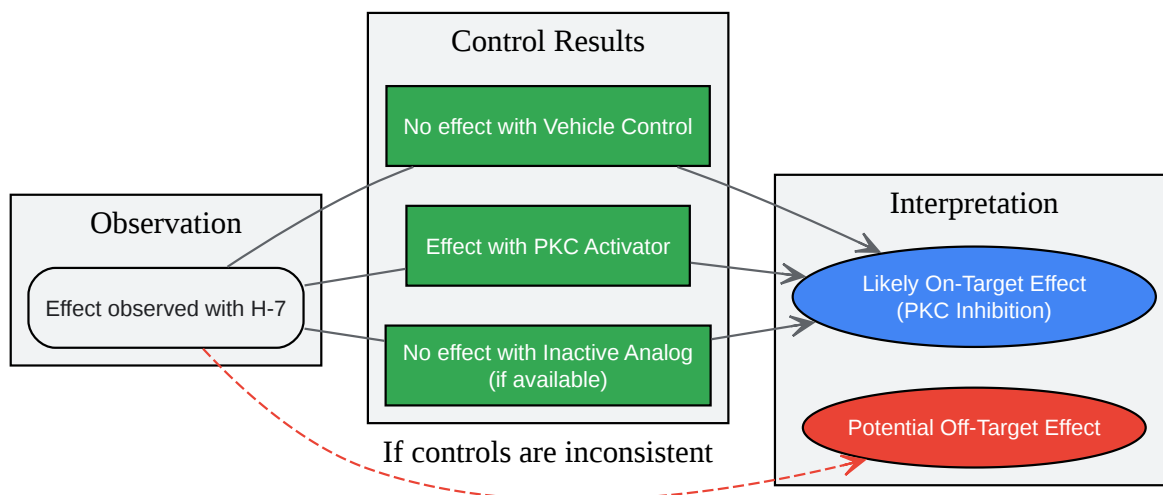 Control Results
No effect with Vehicle Control
Observation
Interpretation
Effect with PKC Activator
Effect observed with H-7
Likely On-Target Effect
(PKC Inhibition)
No effect with Inactive Analog
(if available)
Potential Off-Target Effect
If controls are inconsistent